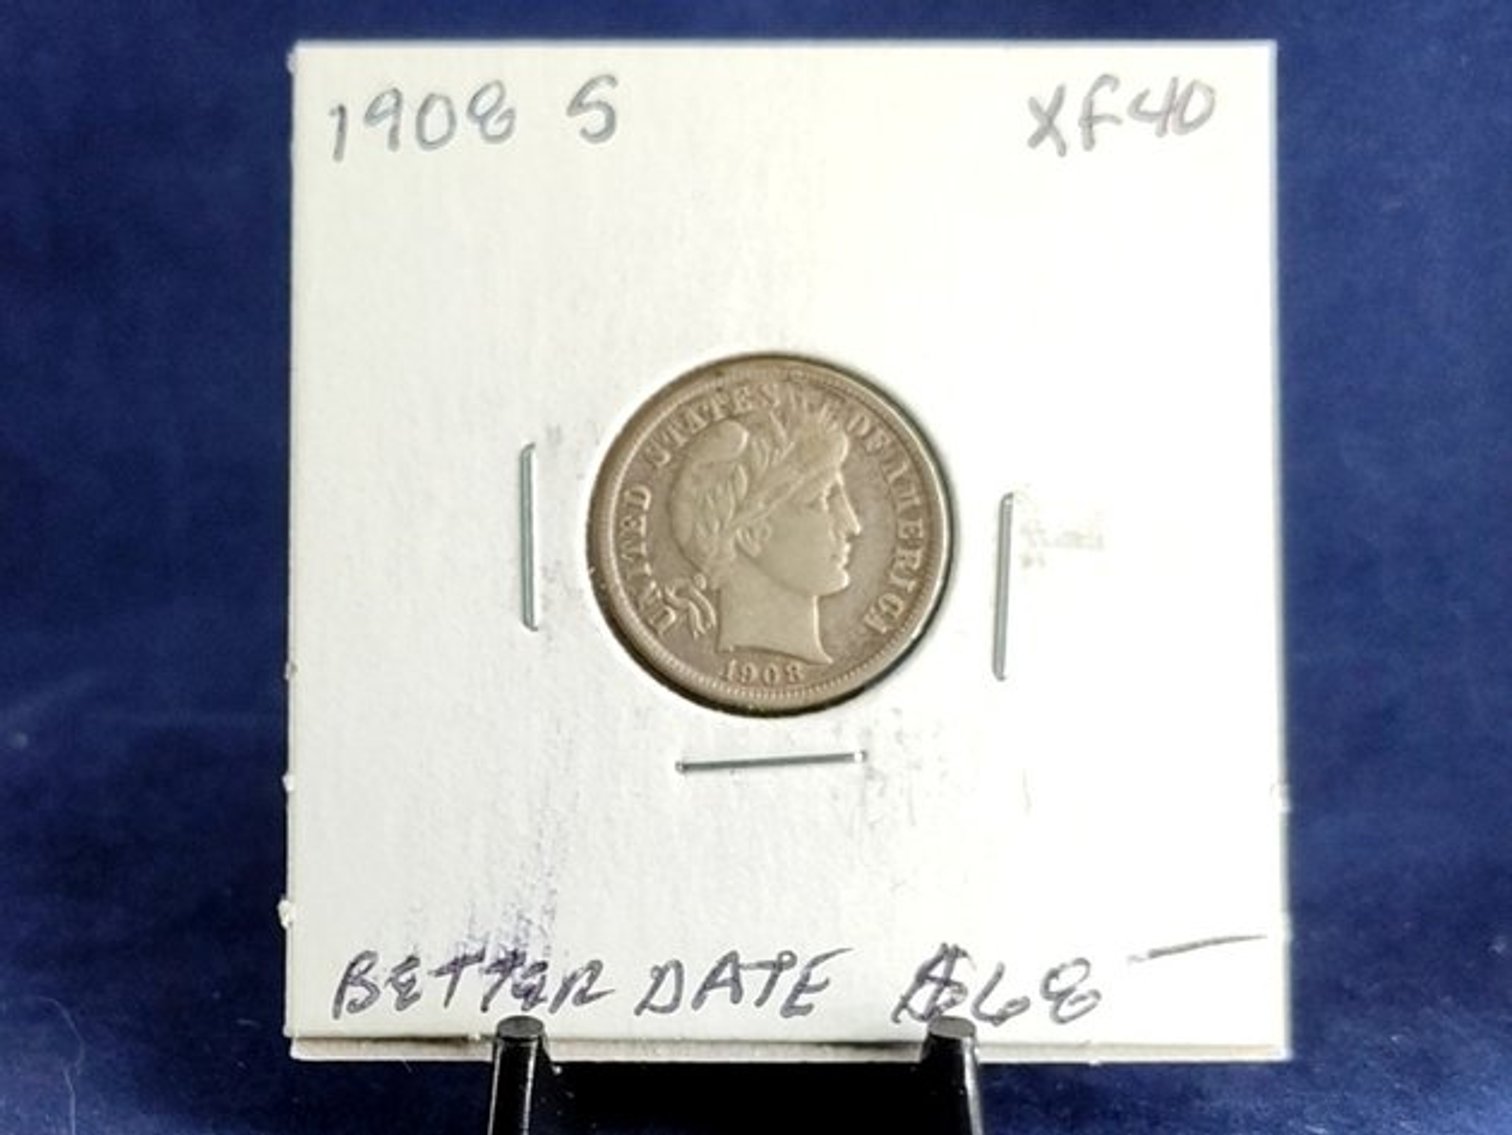 1908 S XF40
UNITED STATES OF AMERICA
1908
BETTER DATE $68-